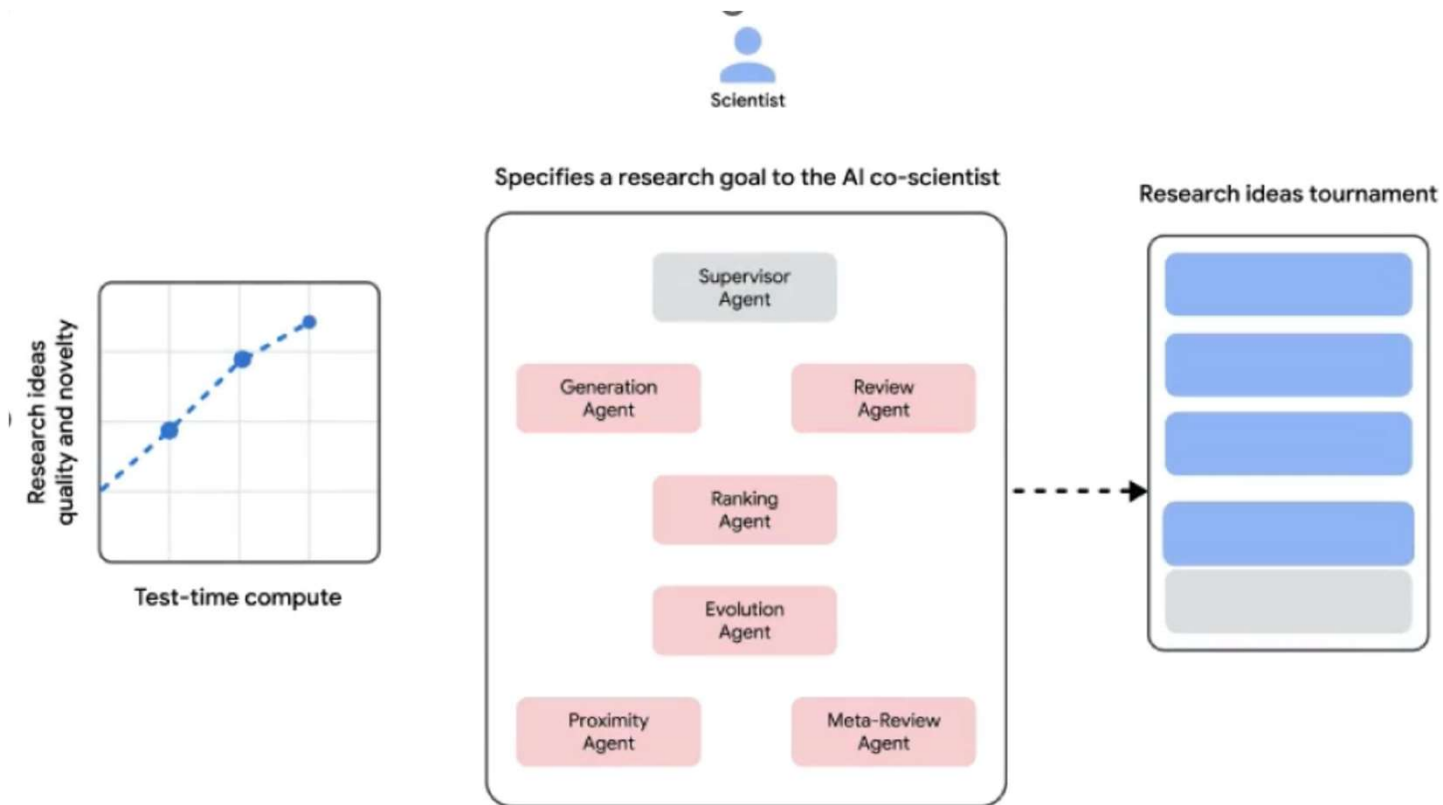 Scientist
Specifies a research goal to the AI co-scientist
Research ideas tournament
Research ideas
quality and novelty
Test-time compute
Supervisor
Agent
Generation
Agent
Review
Agent
Ranking
Agent
Evolution
Agent
Proximity
Agent
Meta-Review
Agent